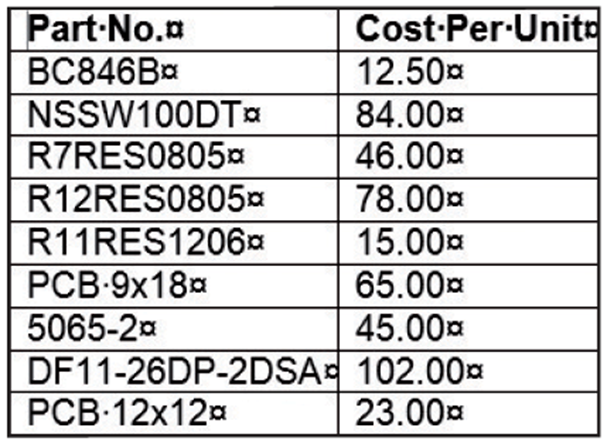 Part·No.¤ Cost·Per·Unit¤
BC846B¤ 12.50¤
NSSW100DT¤ 84.00¤
R7RES0805¤ 46.00¤
R12RES0805¤ 78.00¤
R11RES1206¤ 15.00¤
PCB·9x18¤ 65.00¤
5065-2¤ 45.00¤
DF11-26DP-2DSA¤ 102.00¤
PCB·12x12¤ 23.00¤